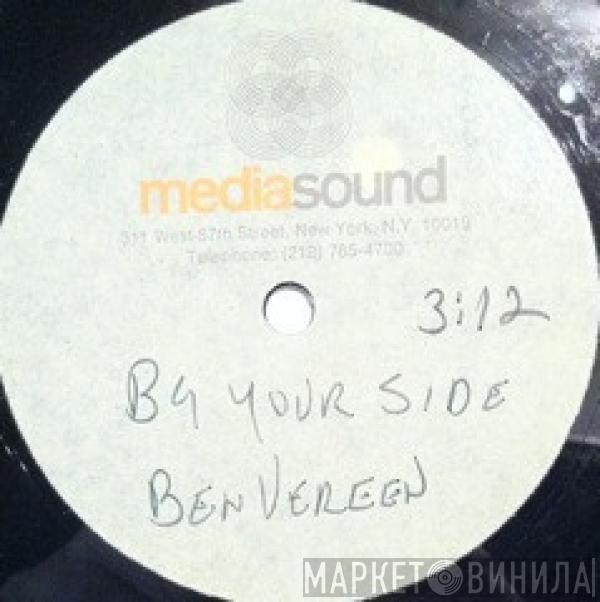 mediasound
311 West 57th Street, New York, N.Y. 10019
Telephone: (212) 765-4700
3:12
By YOUR SIDE
BEN VEREEN
МАРКЕТ ВИНИЛА